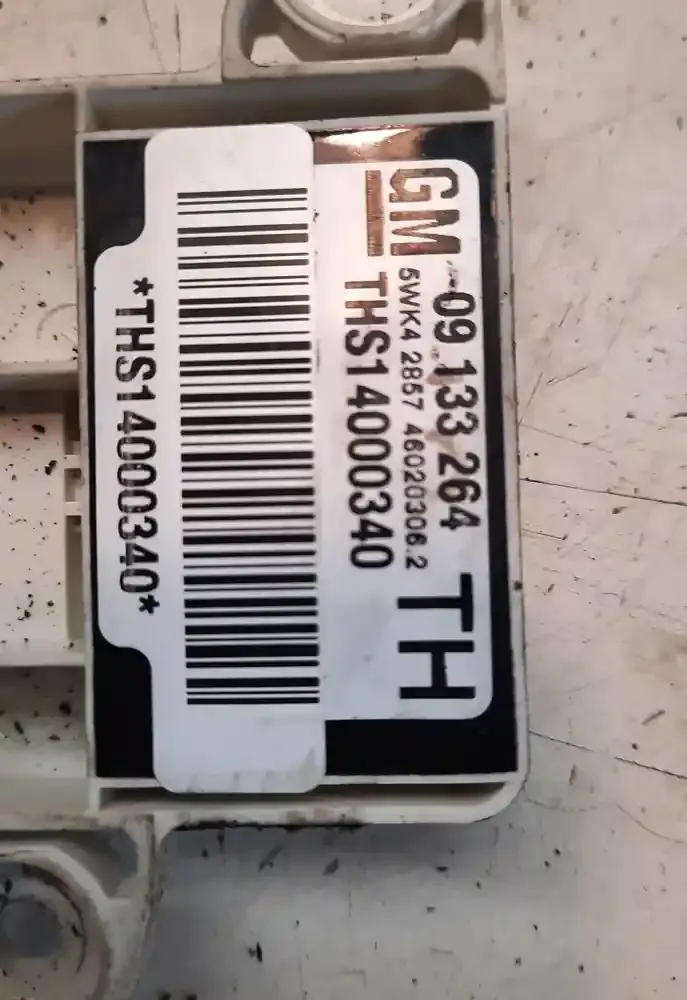 GM
09 133 264
TH
5WK4 2857 46020306.2
THS14000340
*THS14000340*